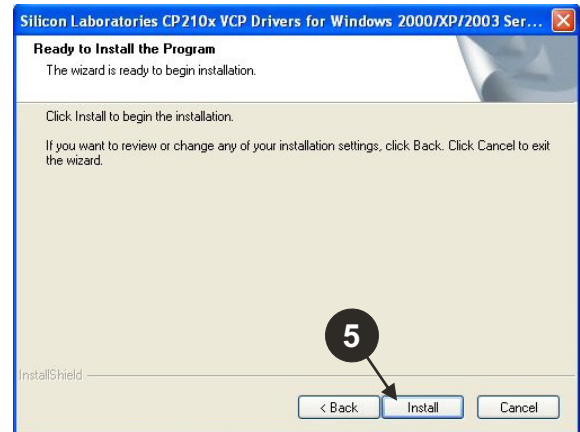 Silicon Laboratories CP210x VCP Drivers for Windows 2000/XP/2003 Ser...
Ready to Install the Program
The wizard is ready to begin installation.
Click Install to begin the installation.
If you want to review or change any of your installation settings, click Back. Click Cancel to exit
the wizard.
5
InstallShield
< Back Install Cancel